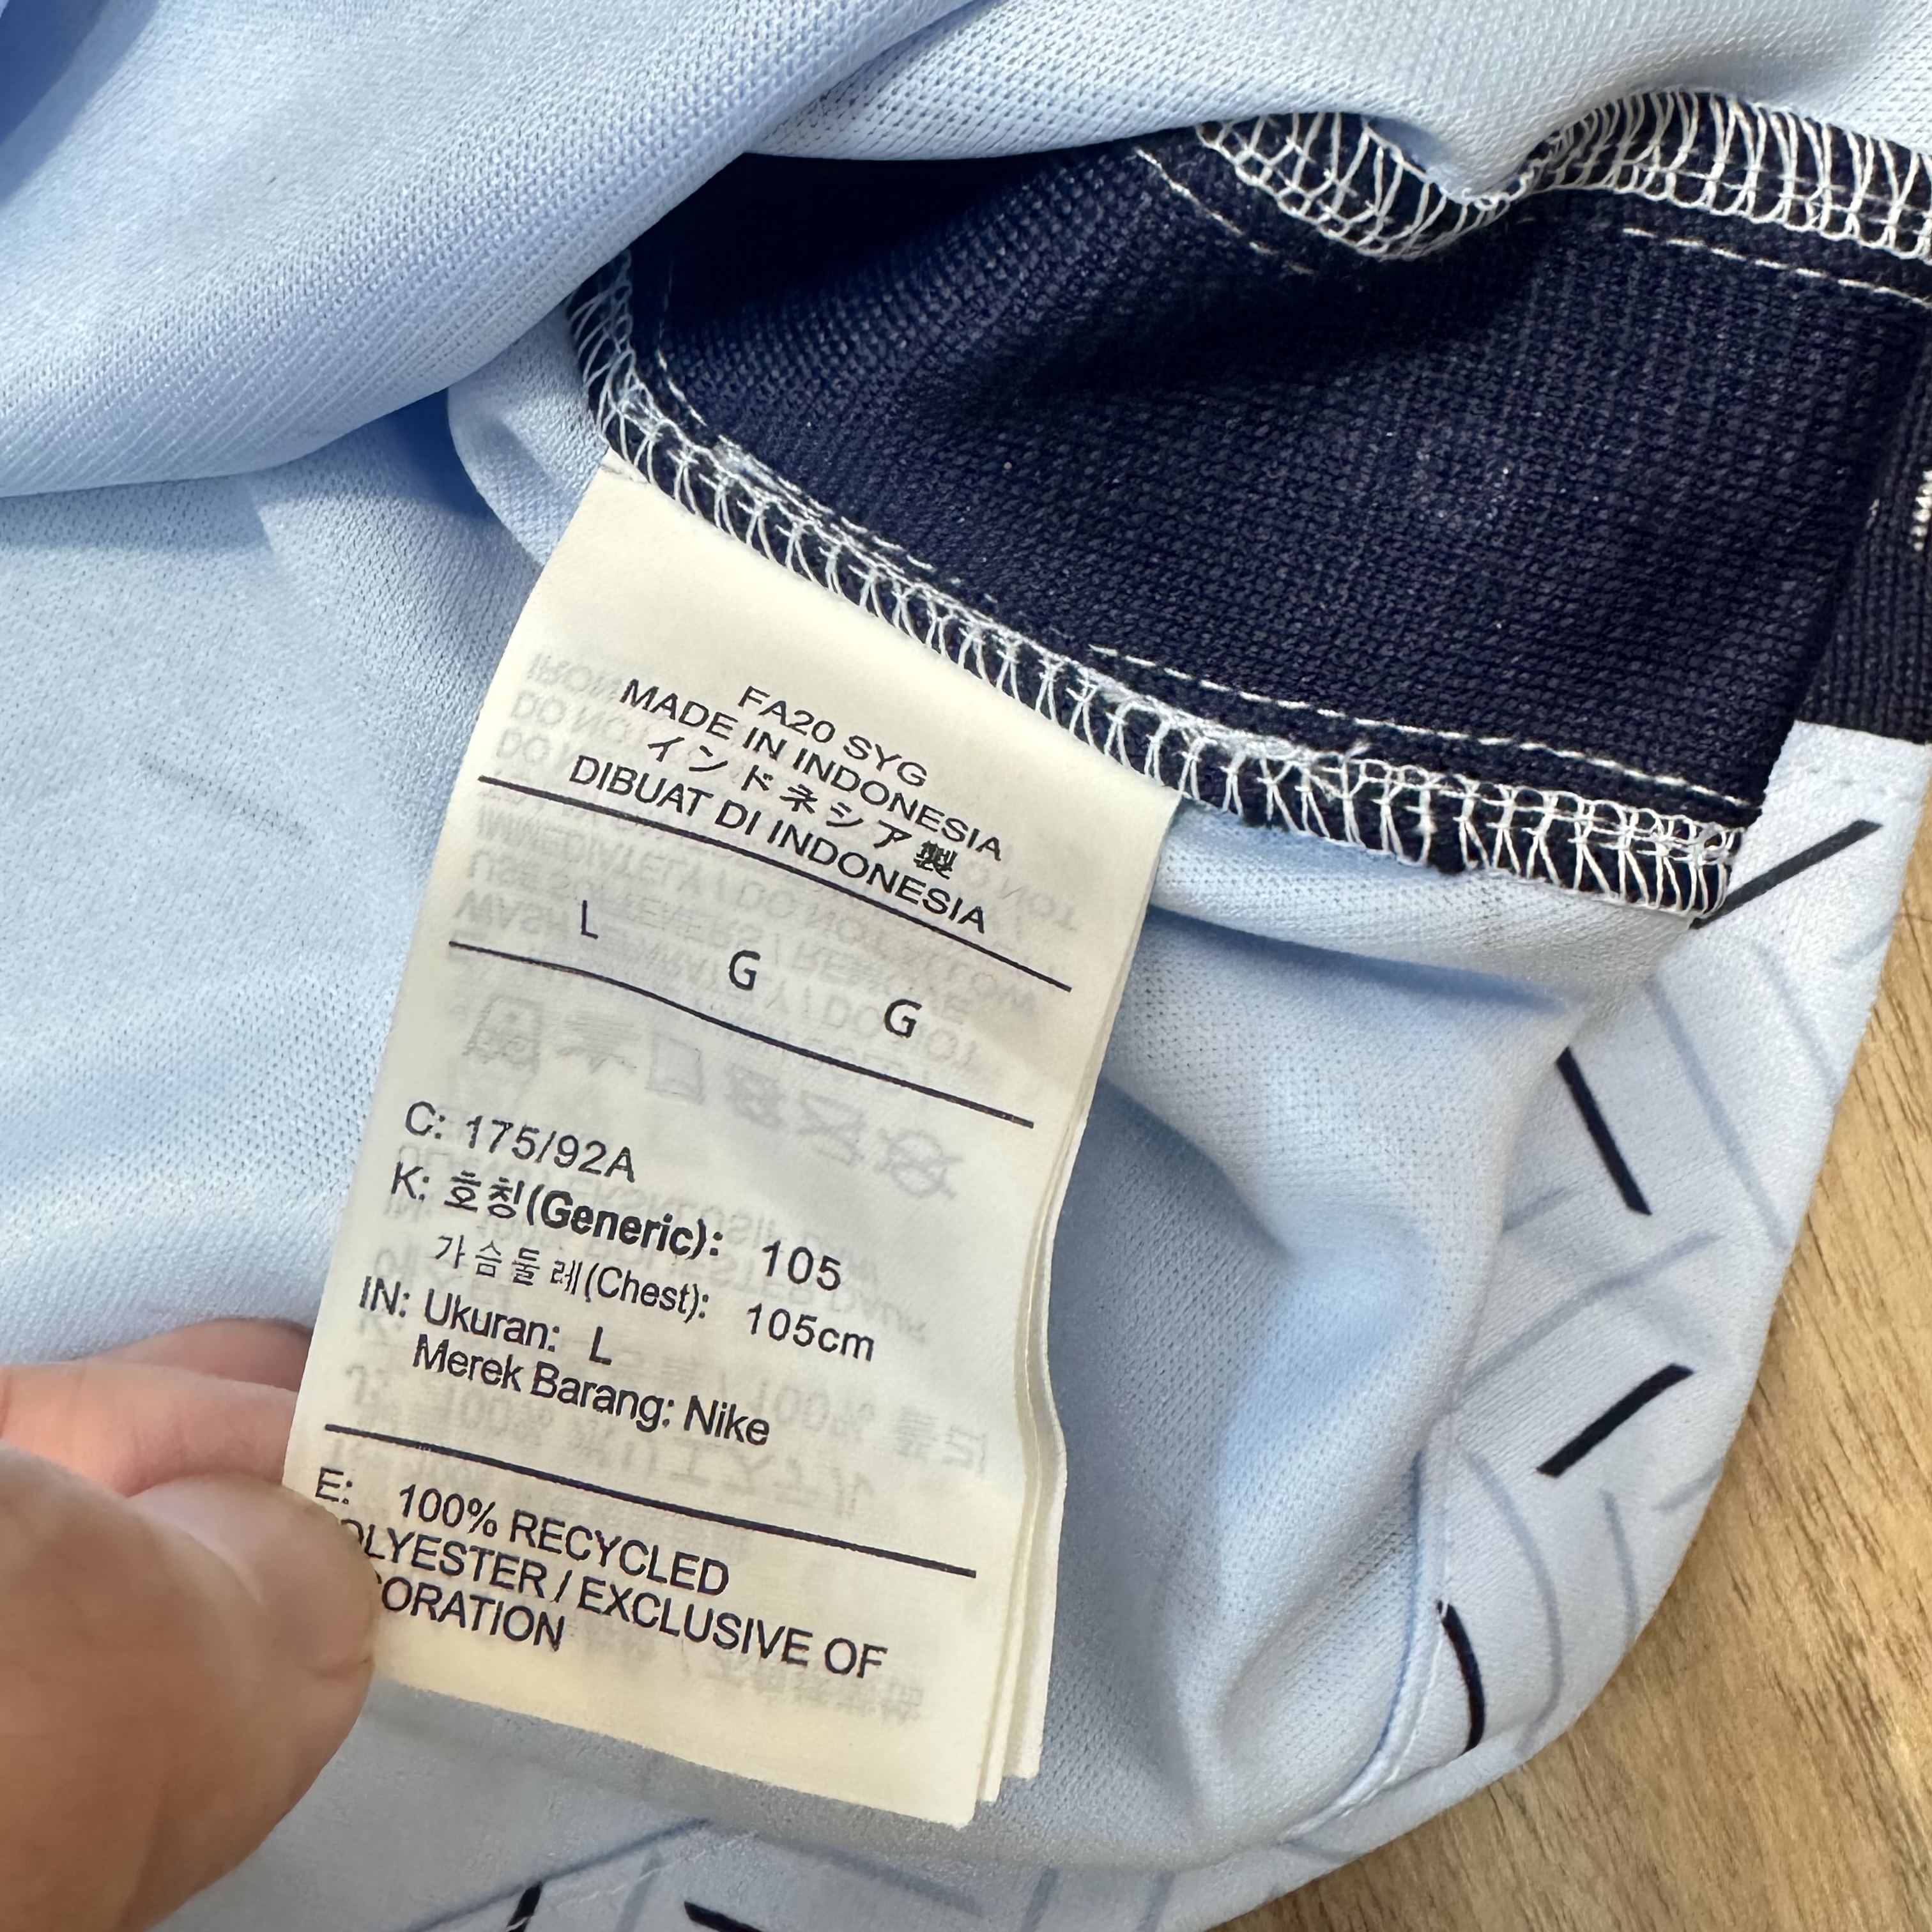 FA20 SYG
MADE IN INDONESIA
インドネシア製
DIBUAT DI INDONESIA
L G G
C: 175/92A
K: 호칭(Generic): 105
가슴둘레(Chest): 105cm
IN: Ukuran: L
Merek Barang: Nike
E: 100% RECYCLED
OLYESTER / EXCLUSIVE OF
ORATION